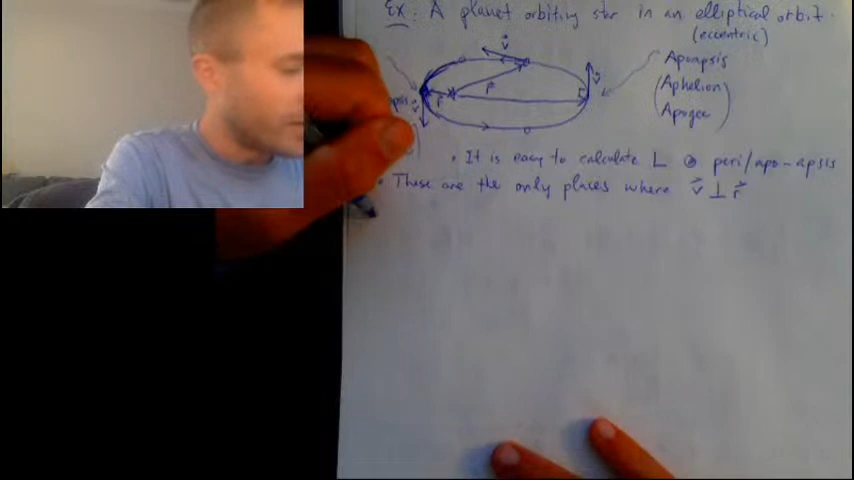 Ex: A planet orbiting star in an elliptical orbit.
(eccentric)
v
v
Apoapsis
(Aphelion)
Apogee
r
r
v
• It is easy to calculate L @ peri/apo-apsis
• These are the only places where v ⊥ r